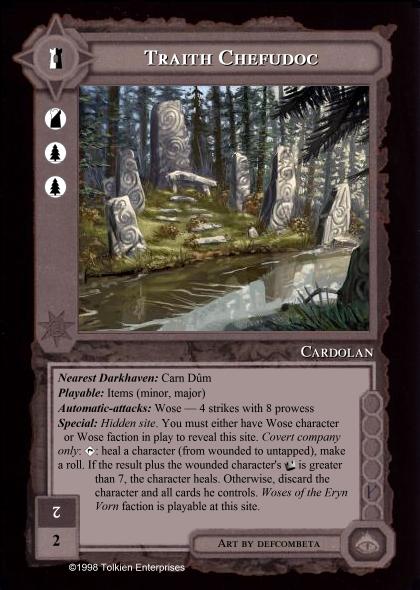 TRAITH CHEFUDOC
CARDOLAN
Nearest Darkhaven: Carn Dûm
Playable: Items (minor, major)
Automatic-attacks: Wose — 4 strikes with 8 prowess
Special: Hidden site. You must either have Wose character
or Wose faction in play to reveal this site. Covert company
only: : heal a character (from wounded to untapped), make
a roll. If the result plus the wounded character's is greater
than 7, the character heals. Otherwise, discard the
character and all cards he controls. Woses of the Eryn
Vorn faction is playable at this site.
2
2
ART BY DEFCOMBETA
©1998 Tolkien Enterprises